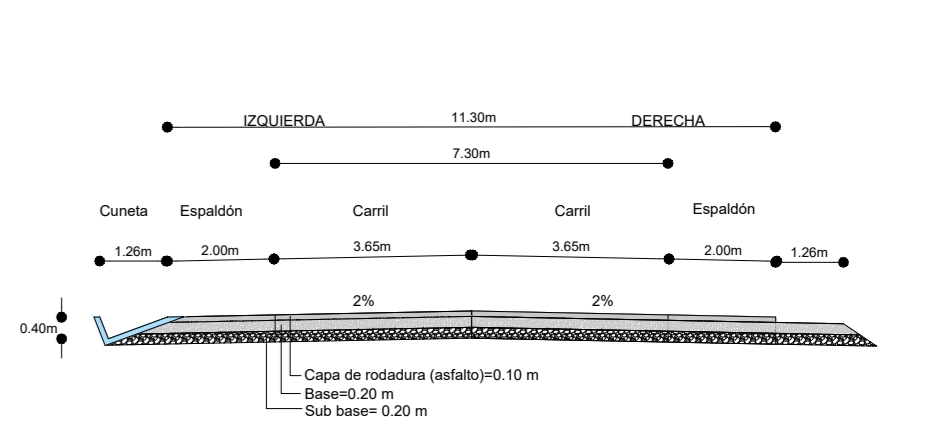 11.30m
IZQUIERDA DERECHA
7.30m
Cuneta Espaldón Carril Carril Espaldón
1.26m 2.00m 3.65m 3.65m 2.00m 1.26m
2% 2%
0.40m
Capa de rodadura (asfalto)=0.10 m
Base=0.20 m
Sub base= 0.20 m